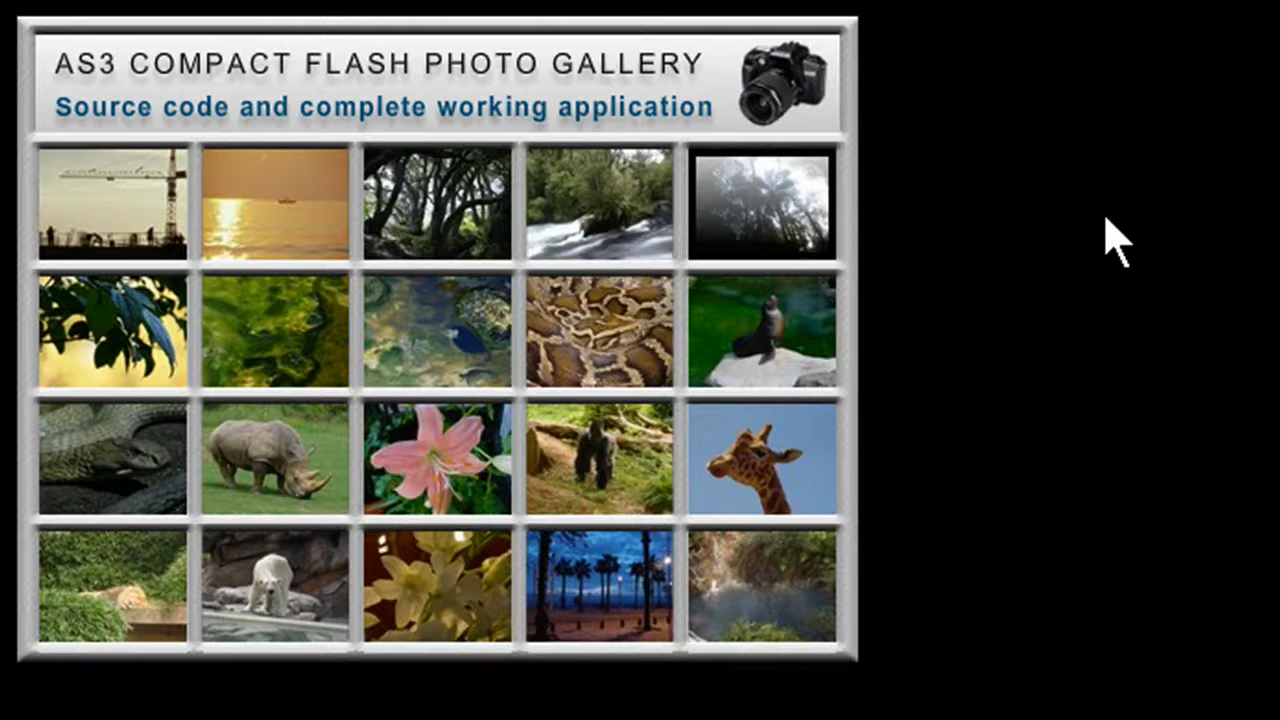 AS3 COMPACT FLASH PHOTO GALLERY
Source code and complete working application